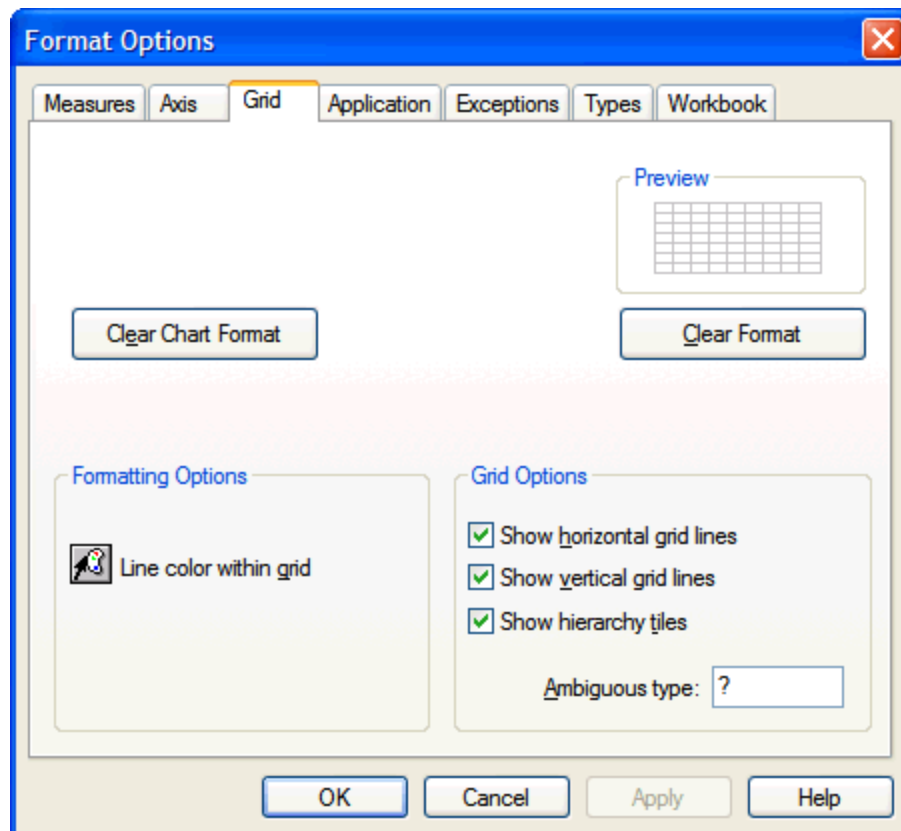 Format Options
Measures Axis Grid Application Exceptions Types Workbook
Preview
Clear Chart Format
Clear Format
Formatting Options
Line color within grid
Grid Options
Show horizontal grid lines
Show vertical grid lines
Show hierarchy tiles
Ambiguous type: ?
OK Cancel Apply Help